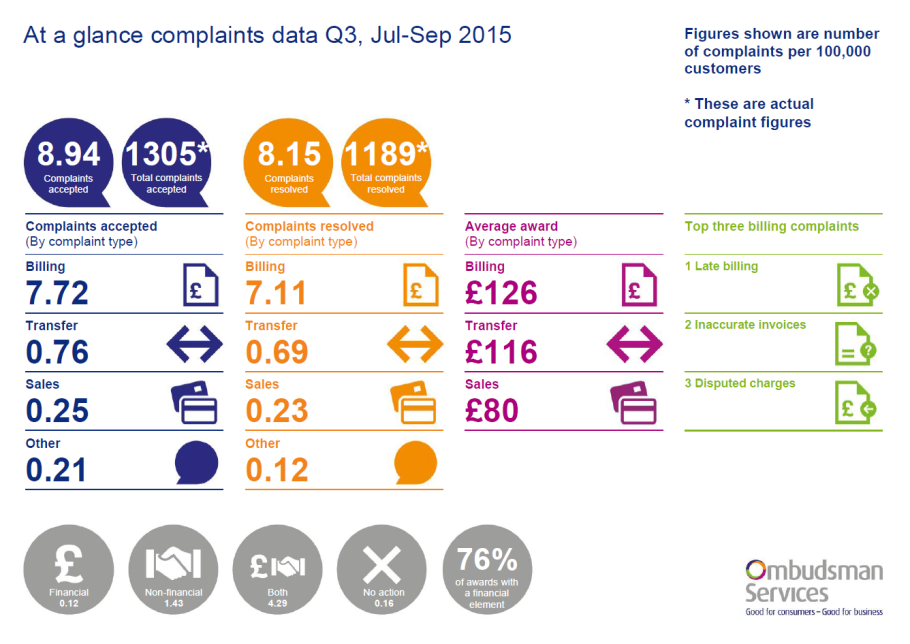 At a glance complaints data Q3, Jul-Sep 2015
Figures shown are number
of complaints per 100,000
customers
* These are actual
complaint figures
8.94
Complaints
accepted
1305*
Total complaints
accepted
8.15
Complaints
resolved
1189*
Total complaints
resolved
Complaints accepted
(By complaint type)
Billing
7.72
£
Transfer
0.76
Sales
0.25
Other
0.21
Complaints resolved
(By complaint type)
Billing
7.11
£
Transfer
0.69
Sales
0.23
Other
0.12
Average award
(By complaint type)
Billing
£126
£
Transfer
£116
Sales
£80
Top three billing complaints
1 Late billing
£
2 Inaccurate invoices
?
3 Disputed charges
£
£
Financial
0.12
Non-financial
1.43
£
Both
4.29
No action
0.16
76%
of awards with
a financial
element
Ombudsman
Services
Good for consumers – Good for business